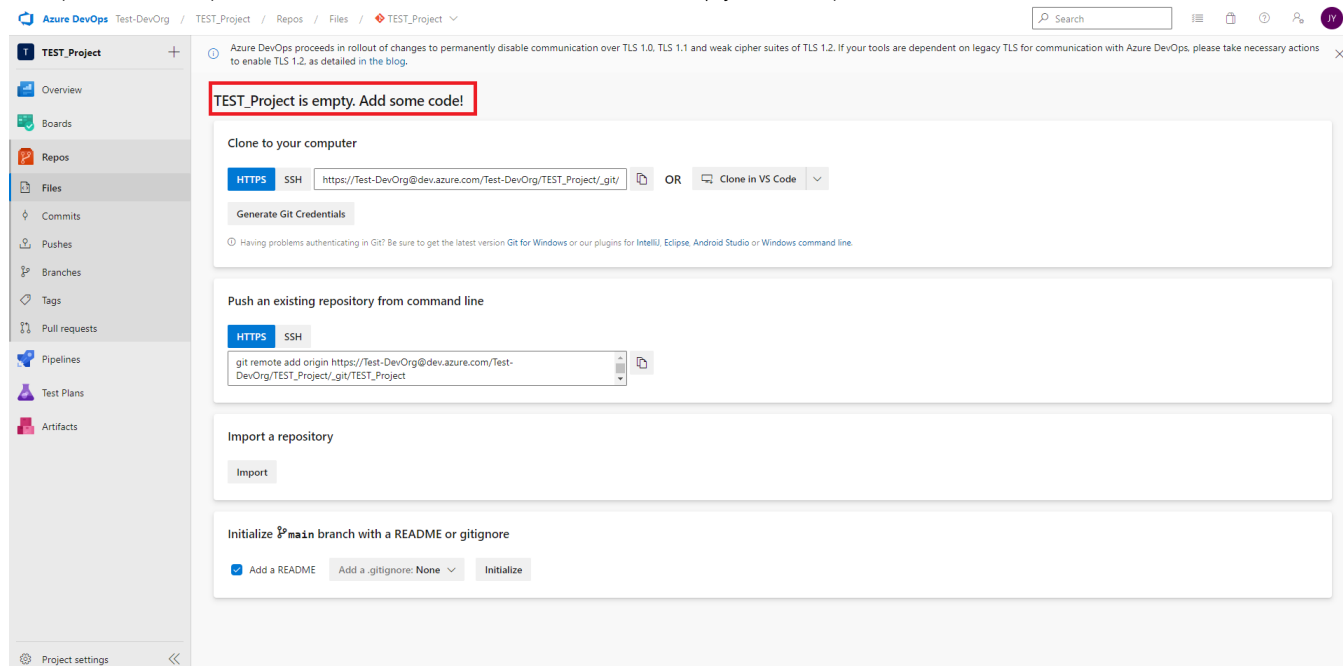 Azure DevOps Test-DevOrg / TEST_Project / Repos / Files / TEST_Project
Search
JY
T TEST_Project
Azure DevOps proceeds in rollout of changes to permanently disable communication over TLS 1.0, TLS 1.1 and weak cipher suites of TLS 1.2. If your tools are dependent on legacy TLS for communication with Azure DevOps, please take necessary actions
to enable TLS 1.2. as detailed in the blog.
Overview
Boards
Repos
Files
Commits
Pushes
Branches
Tags
Pull requests
Pipelines
Test Plans
Artifacts
Project settings
TEST_Project is empty. Add some code!
Clone to your computer
HTTPS SSH https://Test-DevOrg@dev.azure.com/Test-DevOrg/TEST_Project/_git/ OR Clone in VS Code
Generate Git Credentials
Having problems authenticating in Git? Be sure to get the latest version Git for Windows or our plugins for IntelliJ, Eclipse, Android Studio or Windows command line.
Push an existing repository from command line
HTTPS SSH
git remote add origin https://Test-DevOrg@dev.azure.com/Test-
DevOrg/TEST_Project/_git/TEST_Project
Import a repository
Import
Initialize main branch with a README or gitignore
Add a README Add a .gitignore: None Initialize